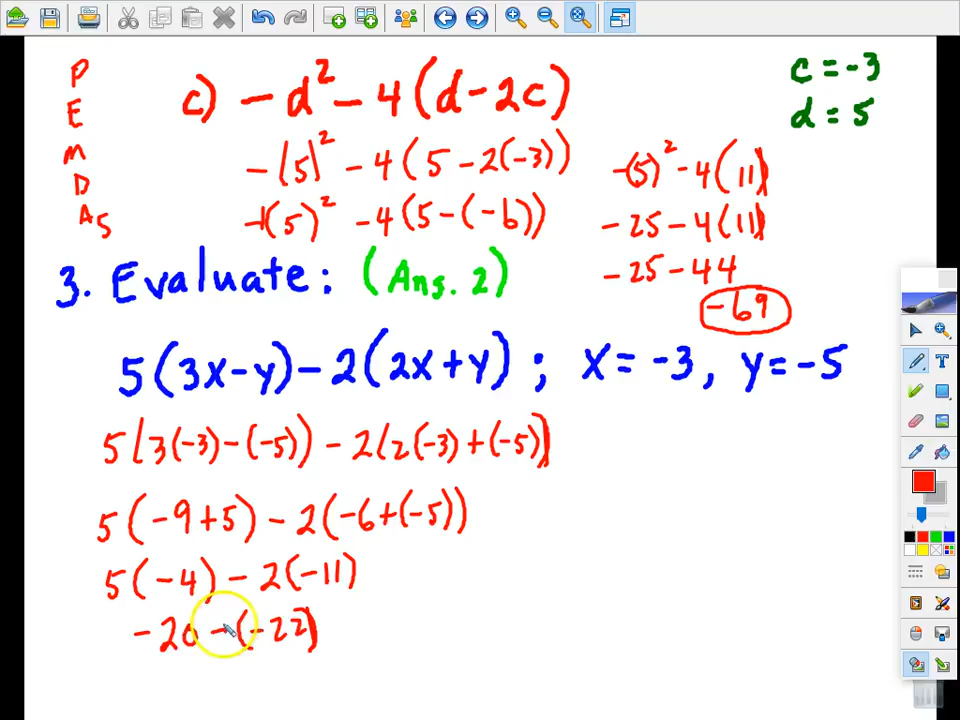 P
E
M
D
A S
c) -d² - 4(d-2c)
c = -3
d = 5
-(5)² - 4(5 - 2(-3))
-1(5)² - 4(5-(-6))
-(5)² - 4(11)
-25 - 4(11)
-25 - 44
-69
3. Evaluate: (Ans. 2)
5(3x-y) - 2(2x+y); x = -3, y = -5
5(3(-3)-(-5)) - 2(2(-3)+(-5))
5(-9+5) - 2(-6+(-5))
5(-4) - 2(-11)
-20 - (-22)
T